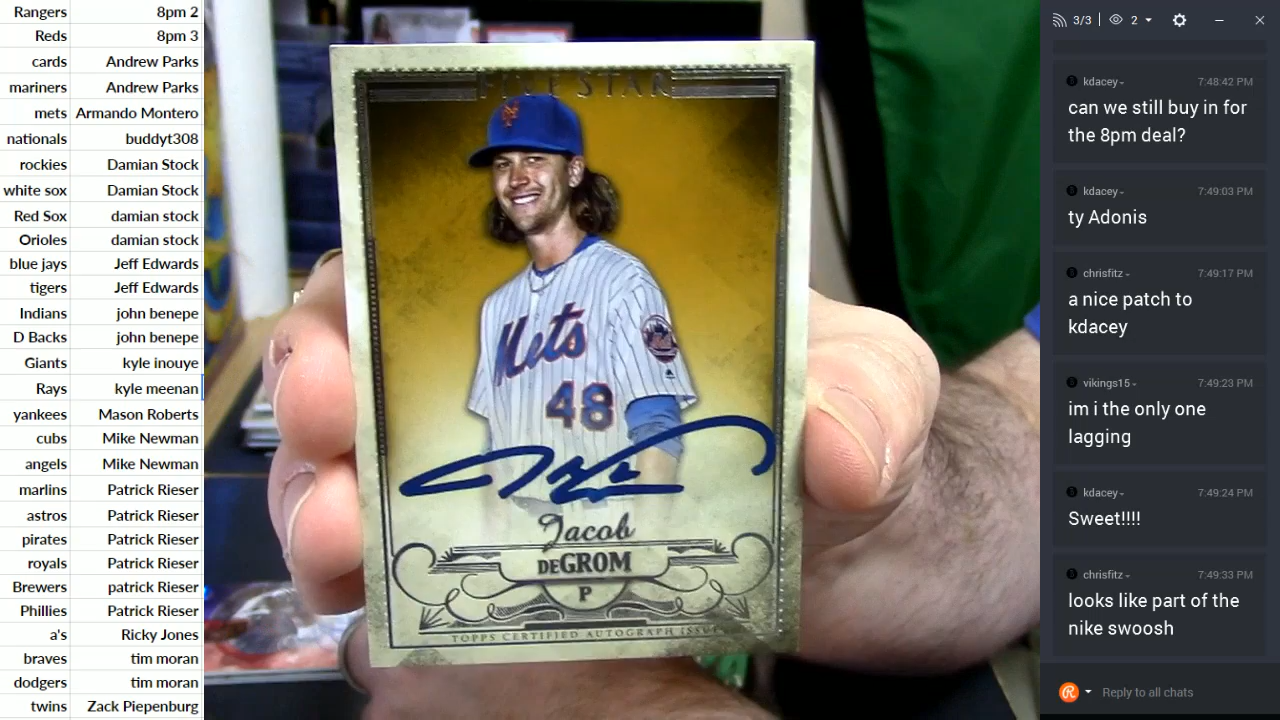 Rangers 8pm 2
Reds 8pm 3
cards Andrew Parks
mariners Andrew Parks
mets Armando Montero
nationals buddyt308
rockies Damian Stock
white sox Damian Stock
Red Sox damian stock
Orioles damian stock
blue jays Jeff Edwards
tigers Jeff Edwards
Indians john benepe
D Backs john benepe
Giants kyle inouye
Rays kyle meenan
yankees Mason Roberts
cubs Mike Newman
angels Mike Newman
marlins Patrick Rieser
astros Patrick Rieser
pirates Patrick Rieser
royals Patrick Rieser
Brewers patrick Rieser
Phillies Patrick Rieser
a's Ricky Jones
braves tim moran
dodgers tim moran
twins Zack Piepenburg
FIVE STAR
Mets
48
Jacob
DEGROM
P
TOPPS CERTIFIED AUTOGRAPH ISSUE
3/3 2
kdacey 7:48:42 PM
can we still buy in for
the 8pm deal?
kdacey 7:49:03 PM
ty Adonis
chrisfitz 7:49:17 PM
a nice patch to
kdacey
vikings15 7:49:23 PM
im i the only one
lagging
kdacey 7:49:24 PM
Sweet!!!!
chrisfitz 7:49:33 PM
looks like part of the
nike swoosh
Reply to all chats